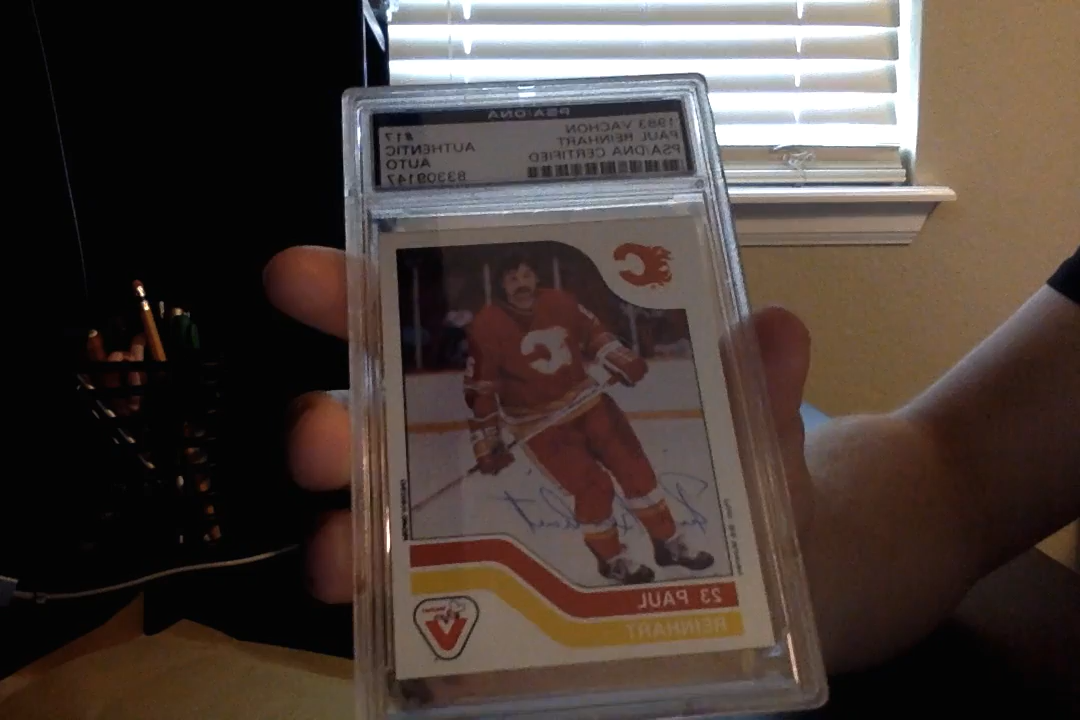 PSA/DNA
1983 VACHON #17
PAUL REINHART AUTHENTIC
PSA/DNA CERTIFIED AUTO
83309147
23 PAUL
REINHART